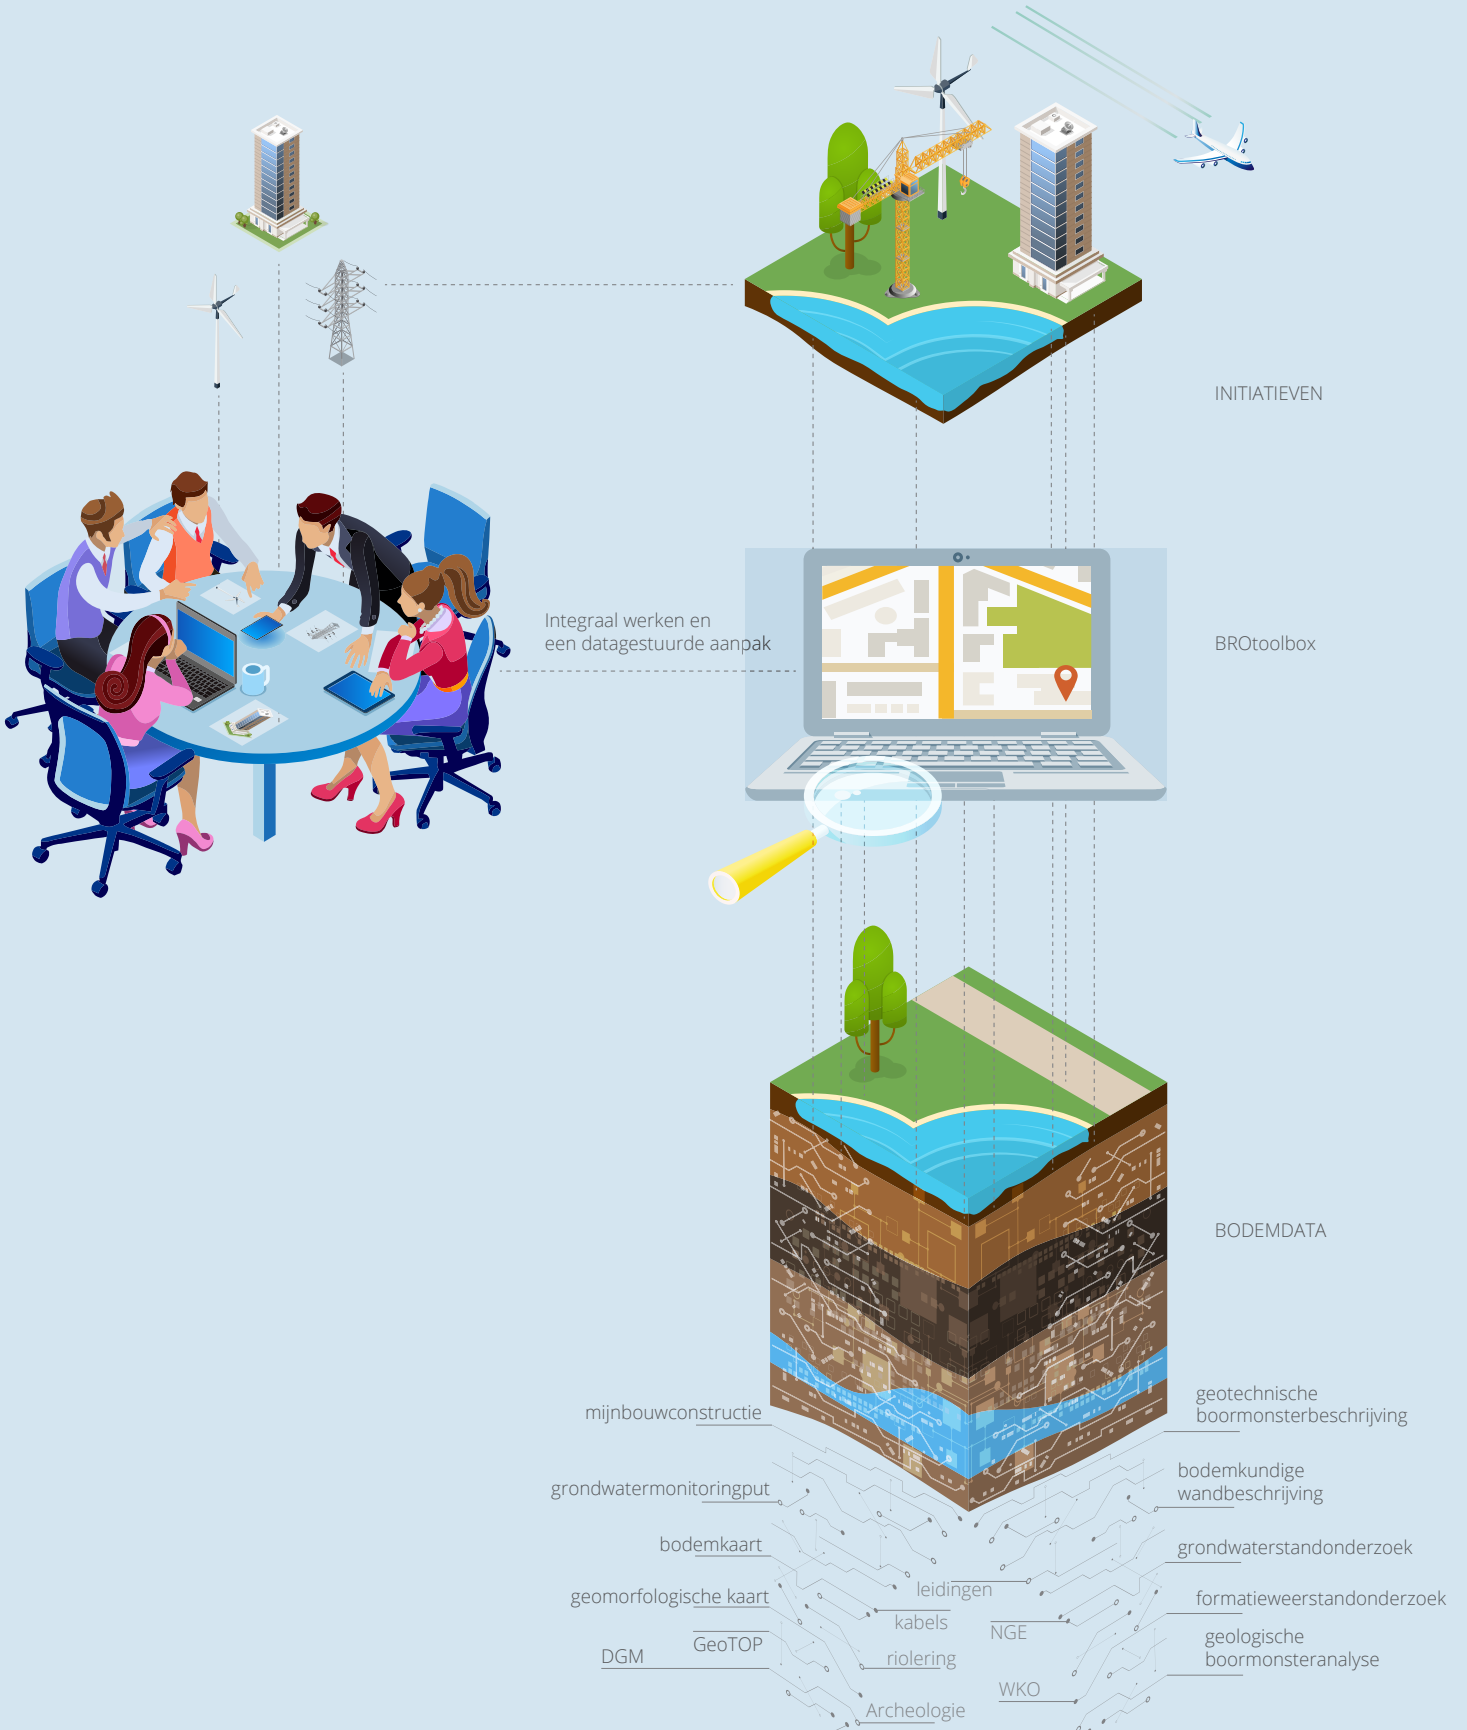 INITIATIEVEN
Integraal werken en
een datagestuurde aanpak
BROtoolbox
BODEMDATA
mijnbouwconstructie
grondwatermonitoringput
bodemkaart
geomorfologische kaart
GeoTOP
DGM
leidingen
kabels
NGE
riolering
WKO
Archeologie
geotechnische
boormonsterbeschrijving
bodemkundige
wandbeschrijving
grondwaterstandonderzoek
formatieweerstandonderzoek
geologische
boormonsteranalyse